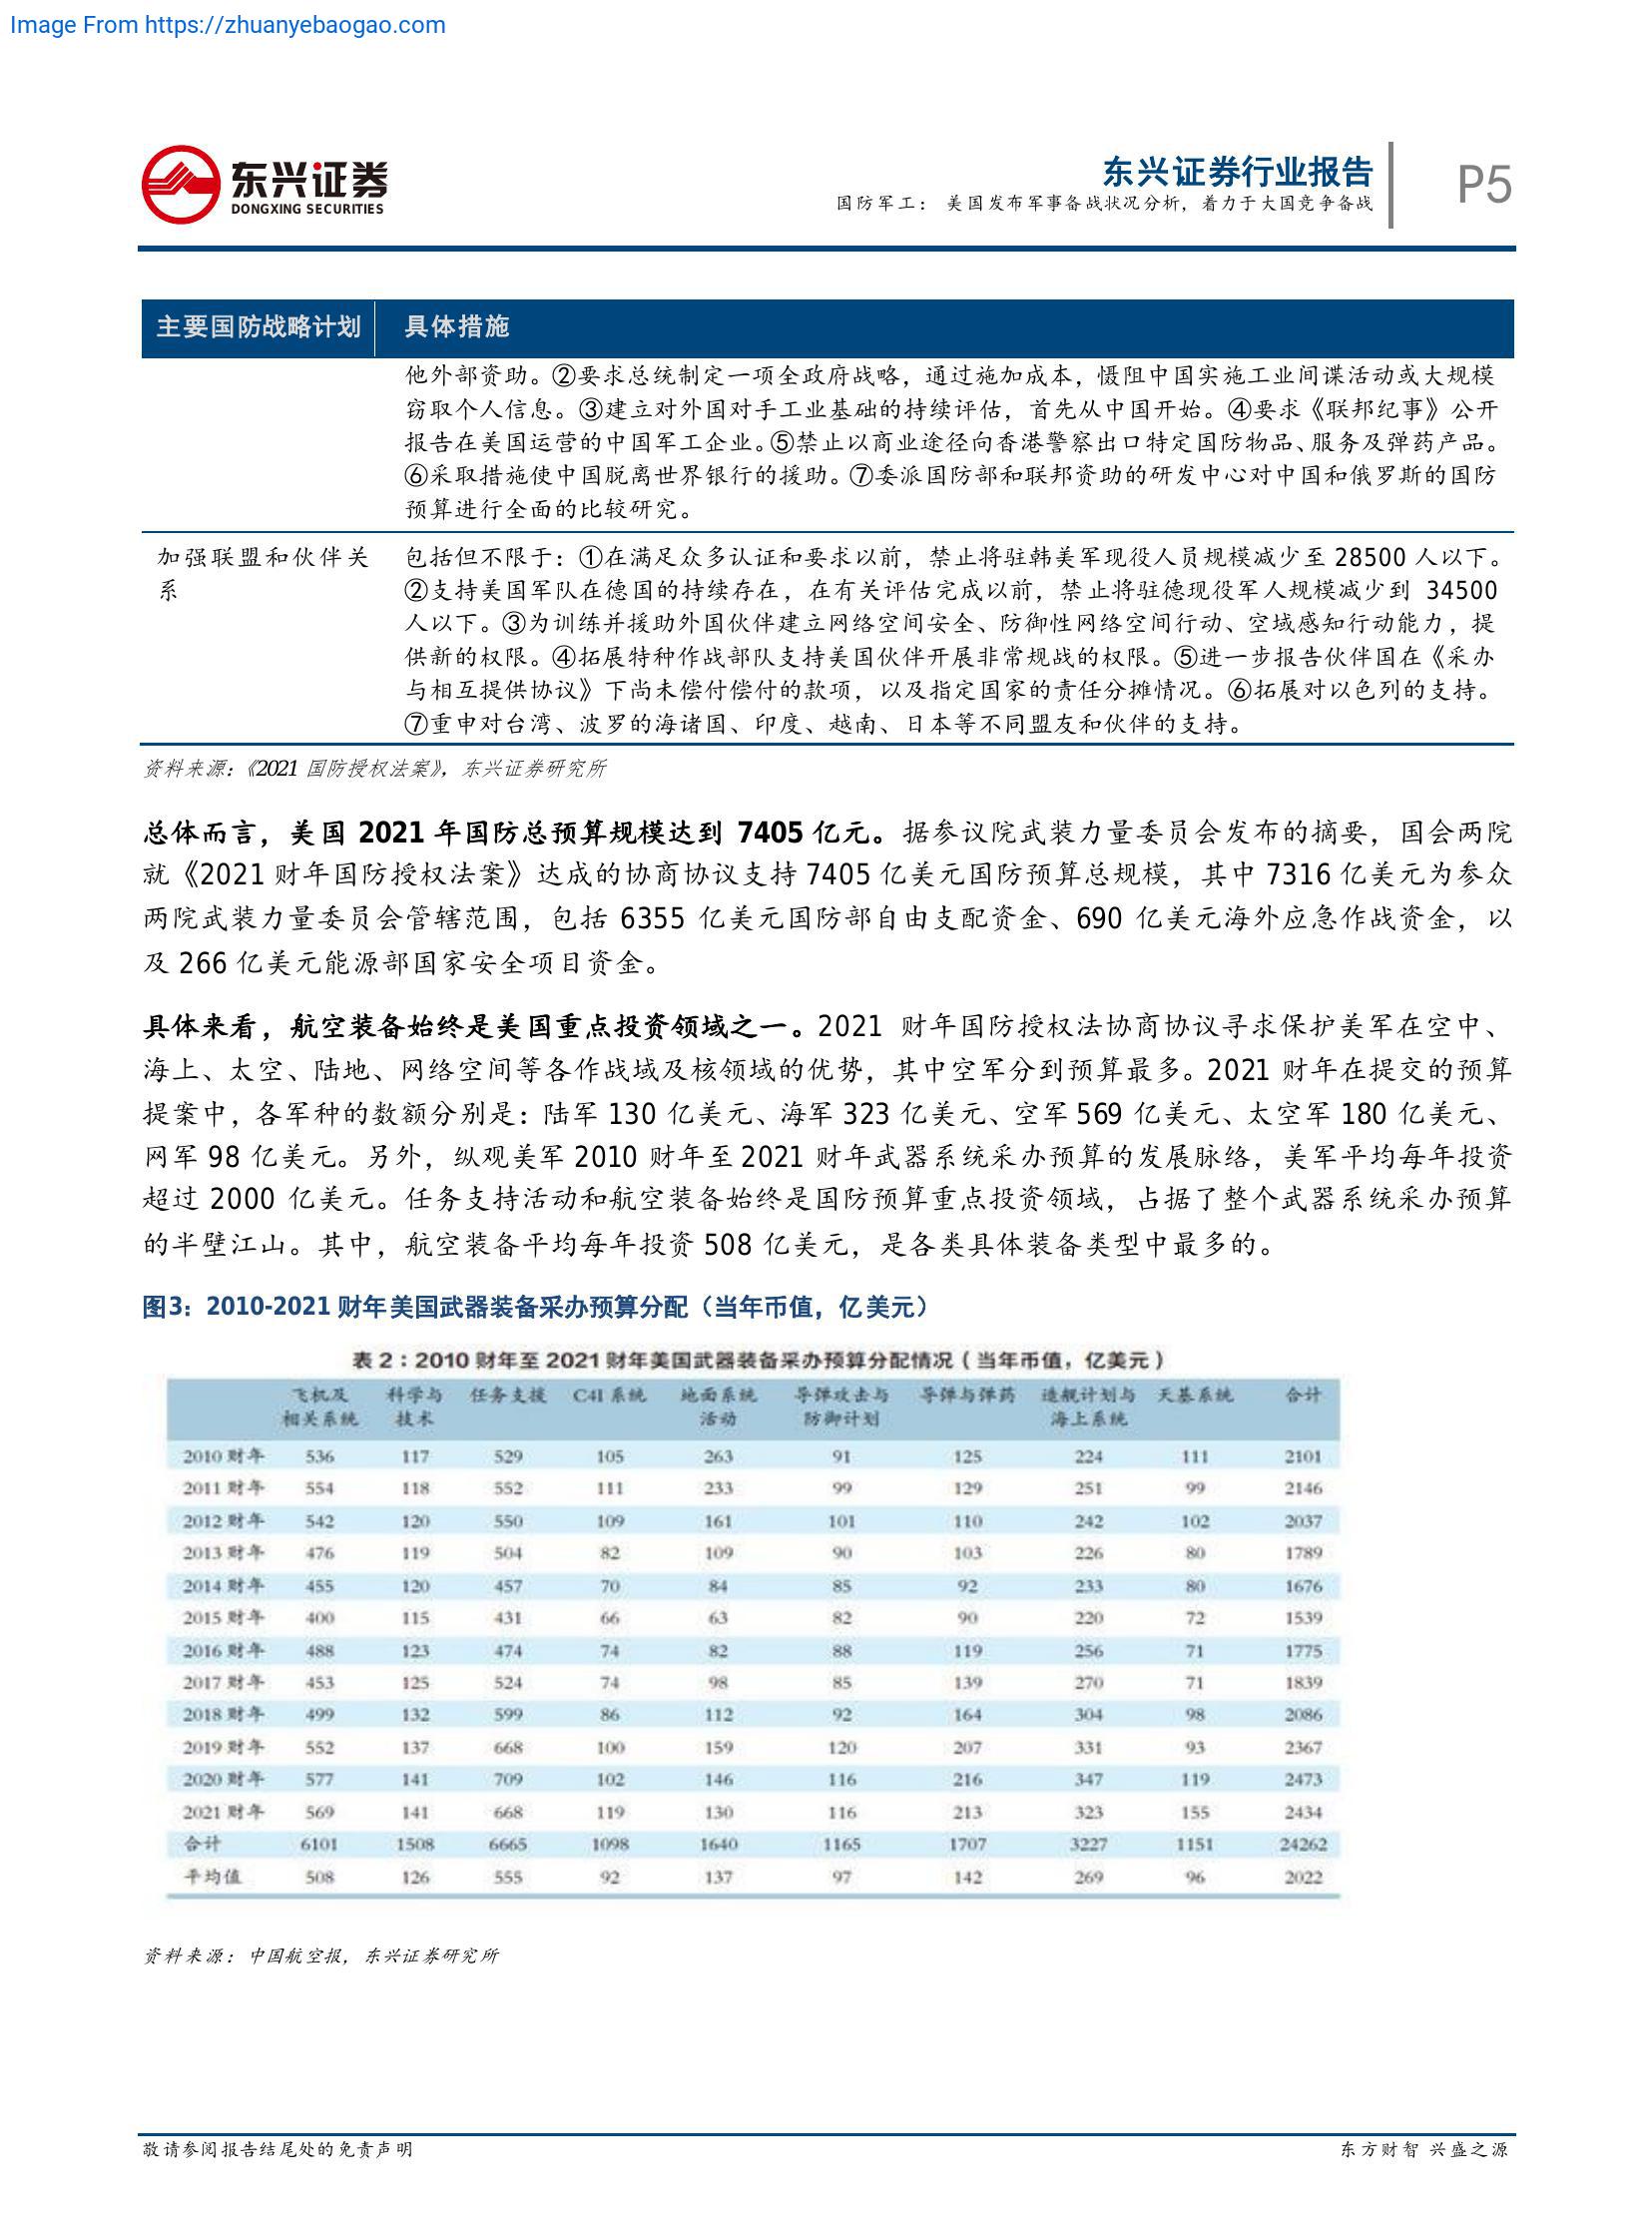 Image From https://zhuanyebaogao.com
东兴证券
DONGXING SECURITIES
东兴证券行业报告
国防军工：美国发布军事备战状况分析，着力于大国竞争备战
P5
主要国防战略计划 具体措施
他外部资助。②要求总统制定一项全政府战略，通过施加成本，慑阻中国实施工业间谍活动或大规模
窃取个人信息。③建立对外国对手工业基础的持续评估，首先从中国开始。④要求《联邦纪事》公开
报告在美国运营的中国军工企业。⑤禁止以商业途径向香港警察出口特定国防物品、服务及弹药产品。
⑥采取措施使中国脱离世界银行的援助。⑦委派国防部和联邦资助的研发中心对中国和俄罗斯的国防
预算进行全面的比较研究。
加强联盟和伙伴关 包括但不限于：①在满足众多认证和要求以前，禁止将驻韩美军现役人员规模减少至 28500 人以下。
系 ②支持美国军队在德国的持续存在，在有关评估完成以前，禁止将驻德现役军人规模减少到 34500
人以下。③为训练并援助外国伙伴建立网络空间安全、防御性网络空间行动、空域感知行动能力，提
供新的权限。④拓展特种作战部队支持美国伙伴开展非常规战的权限。⑤进一步报告伙伴国在《采办
与相互提供协议》下尚未偿付偿付的款项，以及指定国家的责任分摊情况。⑥拓展对以色列的支持。
⑦重申对台湾、波罗的海诸国、印度、越南、日本等不同盟友和伙伴的支持。
资料来源：《2021 国防授权法案》，东兴证券研究所
总体而言，美国 2021 年国防总预算规模达到 7405 亿元。据参议院武装力量委员会发布的摘要，国会两院
就《2021 财年国防授权法案》达成的协商协议支持 7405 亿美元国防预算总规模，其中 7316 亿美元为参众
两院武装力量委员会管辖范围，包括 6355 亿美元国防部自由支配资金、690 亿美元海外应急作战资金，以
及 266 亿美元能源部国家安全项目资金。
具体来看，航空装备始终是美国重点投资领域之一。2021 财年国防授权法协商协议寻求保护美军在空中、
海上、太空、陆地、网络空间等各作战域及核领域的优势，其中空军分到预算最多。2021 财年在提交的预算
提案中，各军种的数额分别是：陆军 130 亿美元、海军 323 亿美元、空军 569 亿美元、太空军 180 亿美元、
网军 98 亿美元。另外，纵观美军 2010 财年至 2021 财年武器系统采办预算的发展脉络，美军平均每年投资
超过 2000 亿美元。任务支持活动和航空装备始终是国防预算重点投资领域，占据了整个武器系统采办预算
的半壁江山。其中，航空装备平均每年投资 508 亿美元，是各类具体装备类型中最多的。
图3：2010-2021 财年美国武器装备采办预算分配（当年币值，亿美元）
表 2：2010 财年至 2021 财年美国武器装备采办预算分配情况（当年币值，亿美元）
飞机及 科学与 任务支援 C4I 系统 地面系统 导弹攻击与 导弹与弹药 造舰计划与 天基系统 合计
相关系统 技术 活动 防御计划 海上系统
2010 财年 536 117 529 105 263 91 125 224 111 2101
2011 财年 554 118 552 111 233 99 129 251 99 2146
2012 财年 542 120 550 109 161 101 110 242 102 2037
2013 财年 476 119 504 82 109 90 103 226 80 1789
2014 财年 455 120 457 70 84 85 92 233 80 1676
2015 财年 400 115 431 66 63 82 90 220 72 1539
2016 财年 488 123 474 74 82 88 119 256 71 1775
2017 财年 453 125 524 74 98 85 139 270 71 1839
2018 财年 499 132 599 86 112 92 164 304 98 2086
2019 财年 552 137 668 100 159 120 207 331 93 2367
2020 财年 577 141 709 102 146 116 216 347 119 2473
2021 财年 569 141 668 119 130 116 213 323 155 2434
合计 6101 1508 6665 1098 1640 1165 1707 3227 1151 24262
平均值 508 126 555 92 137 97 142 269 96 2022
资料来源：中国航空报，东兴证券研究所
敬请参阅报告结尾处的免责声明
东方财智 兴盛之源